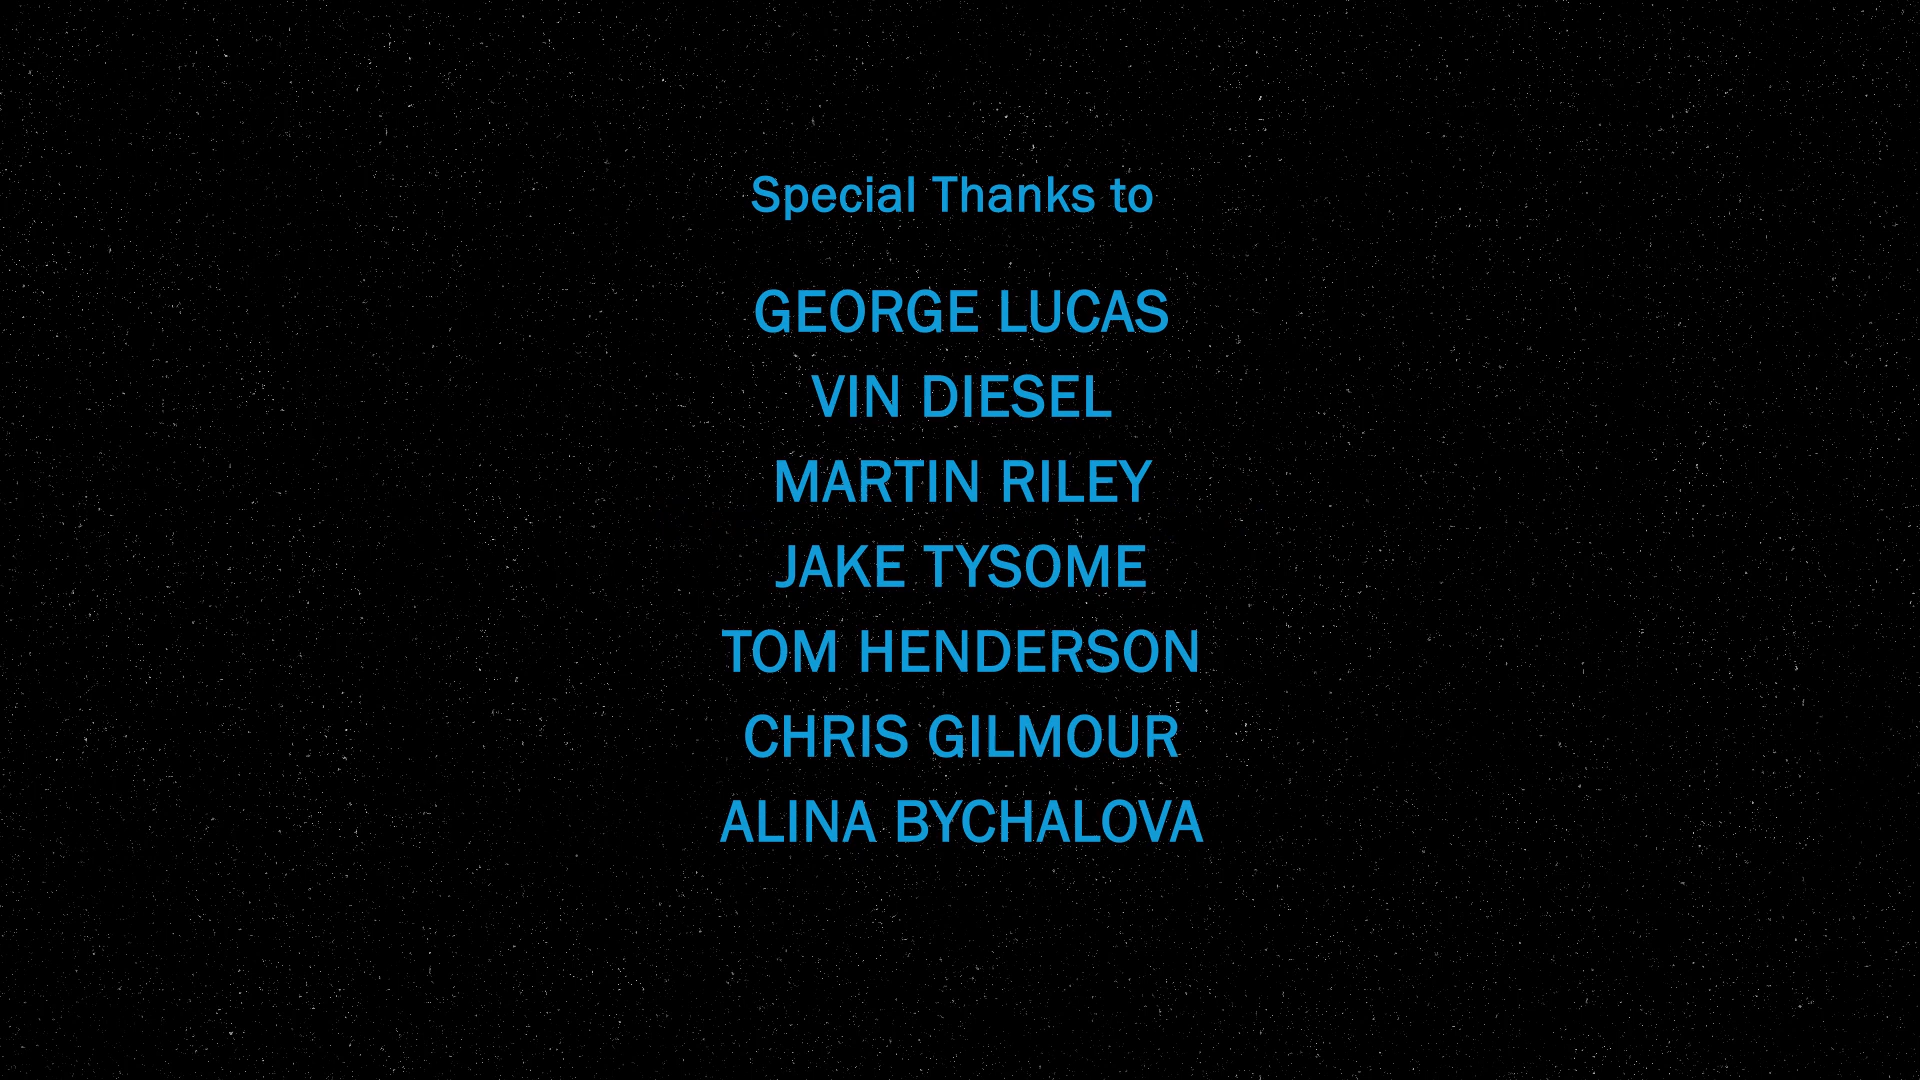 Special Thanks to
GEORGE LUCAS
VIN DIESEL
MARTIN RILEY
JAKE TYSOME
TOM HENDERSON
CHRIS GILMOUR
ALINA BYCHALOVA